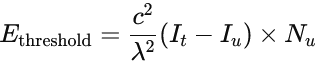 E_threshold = c²/λ² (I_t − I_u) × N_u